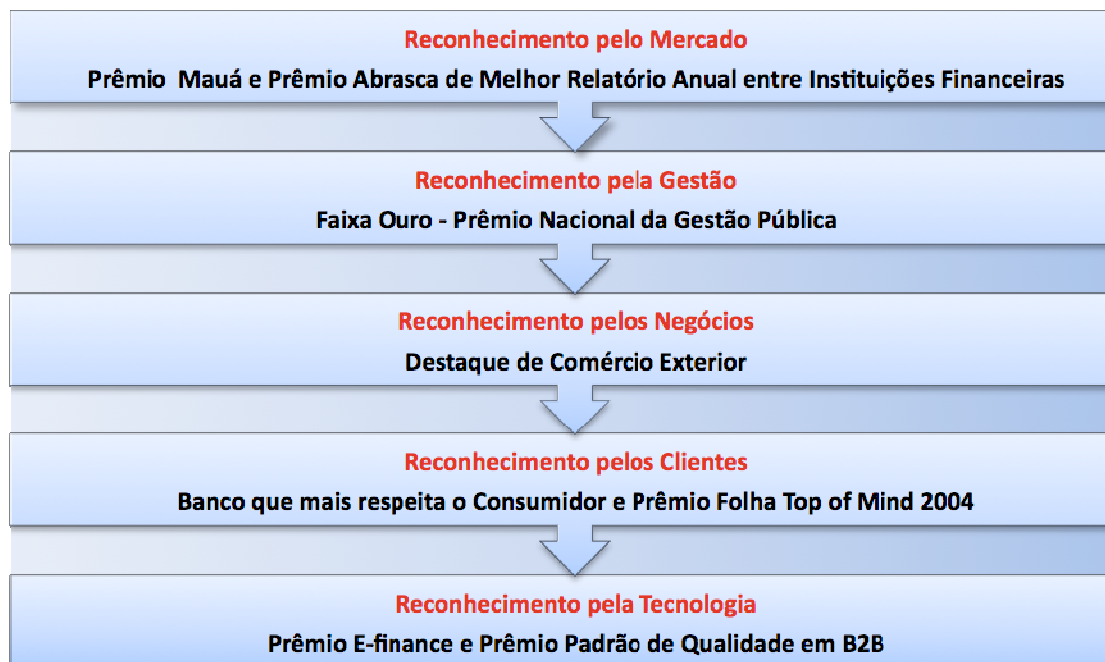 Reconhecimento pelo Mercado
Prêmio Mauá e Prêmio Abrasca de Melhor Relatório Anual entre Instituições Financeiras
Reconhecimento pela Gestão
Faixa Ouro - Prêmio Nacional da Gestão Pública
Reconhecimento pelos Negócios
Destaque de Comércio Exterior
Reconhecimento pelos Clientes
Banco que mais respeita o Consumidor e Prêmio Folha Top of Mind 2004
Reconhecimento pela Tecnologia
Prêmio E-finance e Prêmio Padrão de Qualidade em B2B